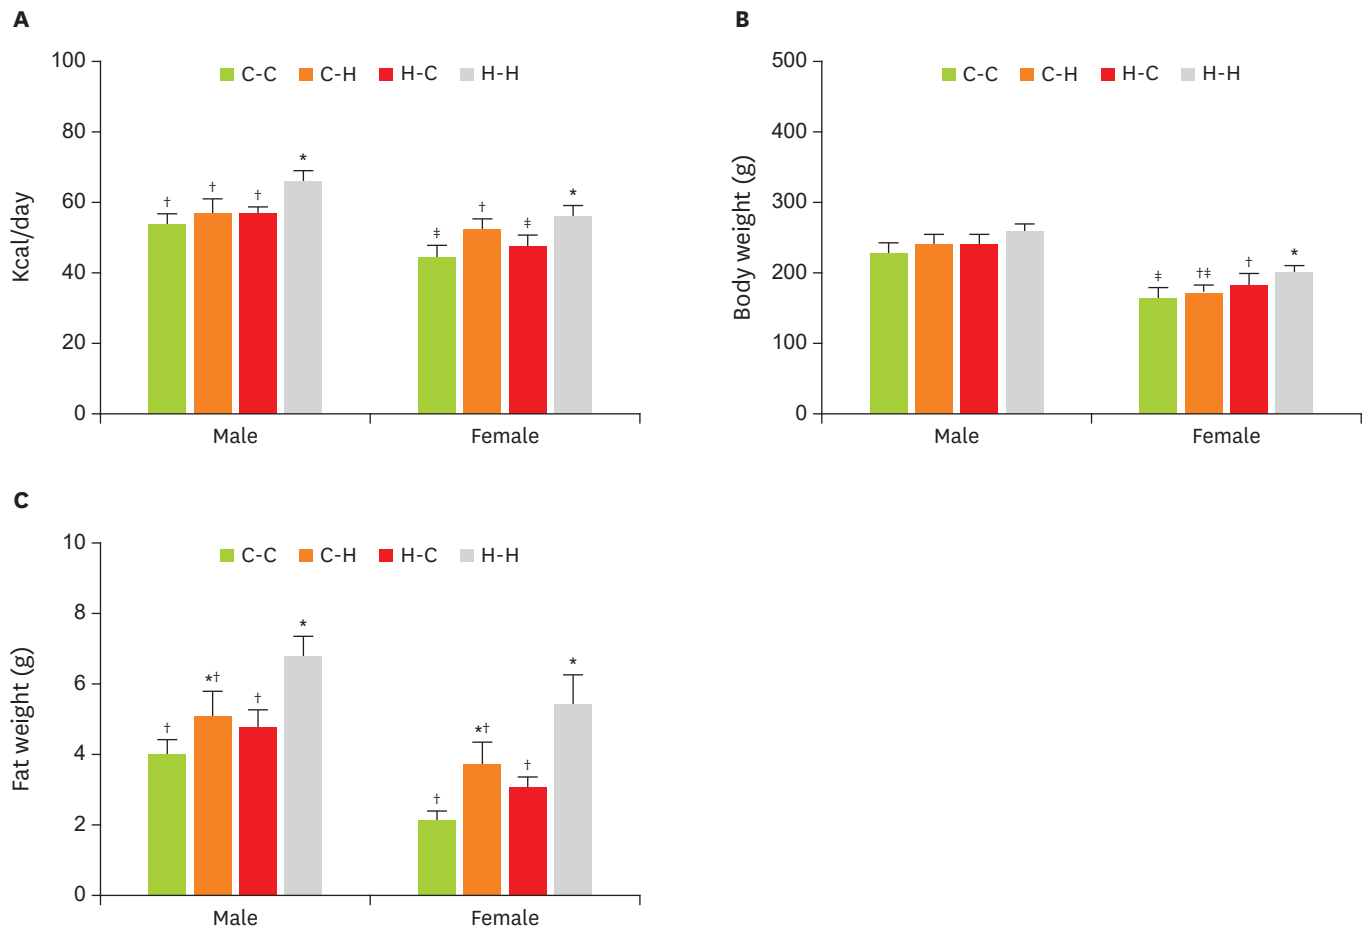 A
Kcal/day
100
80
60
40
20
0
C-C C-H H-C H-H
† † † *
‡ † ‡ *
Male Female
B
Body weight (g)
500
400
300
200
100
0
C-C C-H H-C H-H
‡ †‡ † *
Male Female
C
Fat weight (g)
10
8
6
4
2
0
C-C C-H H-C H-H
† *† † *
† *† † *
Male Female